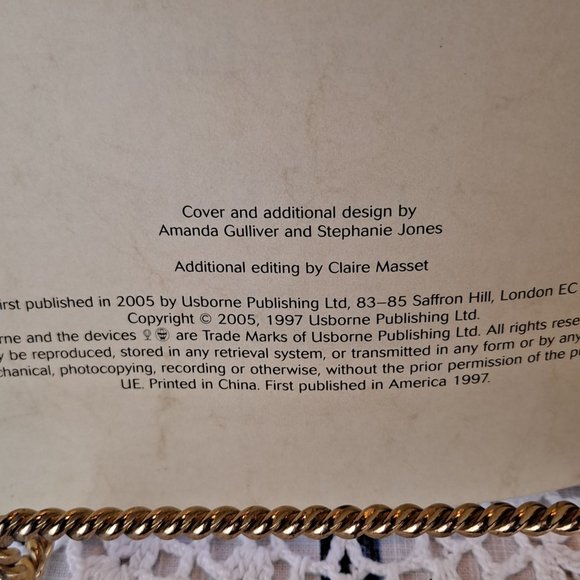 Cover and additional design by
Amanda Gulliver and Stephanie Jones
Additional editing by Claire Masset
irst published in 2005 by Usborne Publishing Ltd, 83–85 Saffron Hill, London EC
Copyright © 2005, 1997 Usborne Publishing Ltd.
rne and the devices are Trade Marks of Usborne Publishing Ltd. All rights rese
y be reproduced, stored in any retrieval system, or transmitted in any form or by any
chanical, photocopying, recording or otherwise, without the prior permission of the p
UE. Printed in China. First published in America 1997.